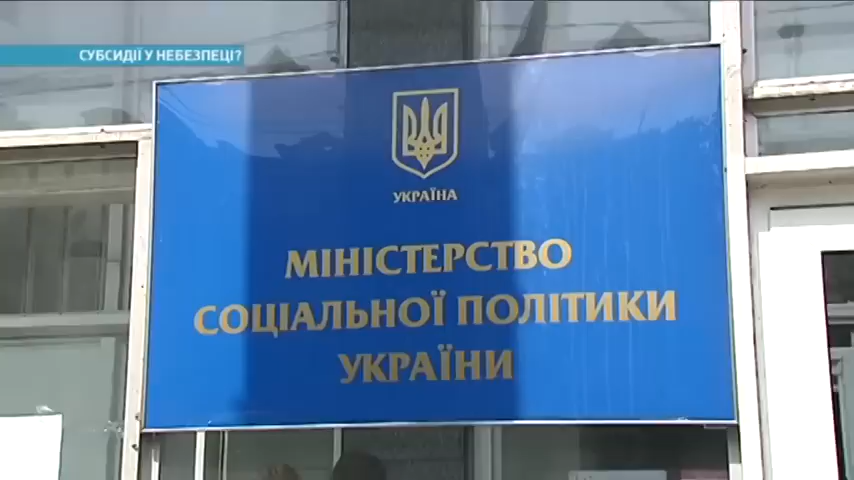 СУБСИДІЇ У НЕБЕЗПЕЦІ?
УКРАЇНА
МІНІСТЕРСТВО
СОЦІАЛЬНОЇ ПОЛІТИКИ
УКРАЇНИ